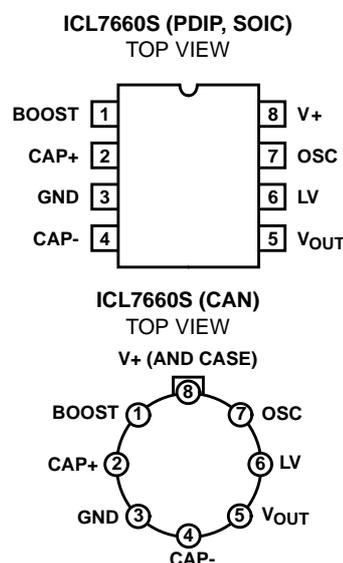 ICL7660S (PDIP, SOIC)
TOP VIEW
BOOST 1 8 V+
CAP+ 2 7 OSC
GND 3 6 LV
CAP- 4 5 VOUT
ICL7660S (CAN)
TOP VIEW
V+ (AND CASE)
8
BOOST 1 7 OSC
CAP+ 2 6 LV
GND 3 5 VOUT
4
CAP-